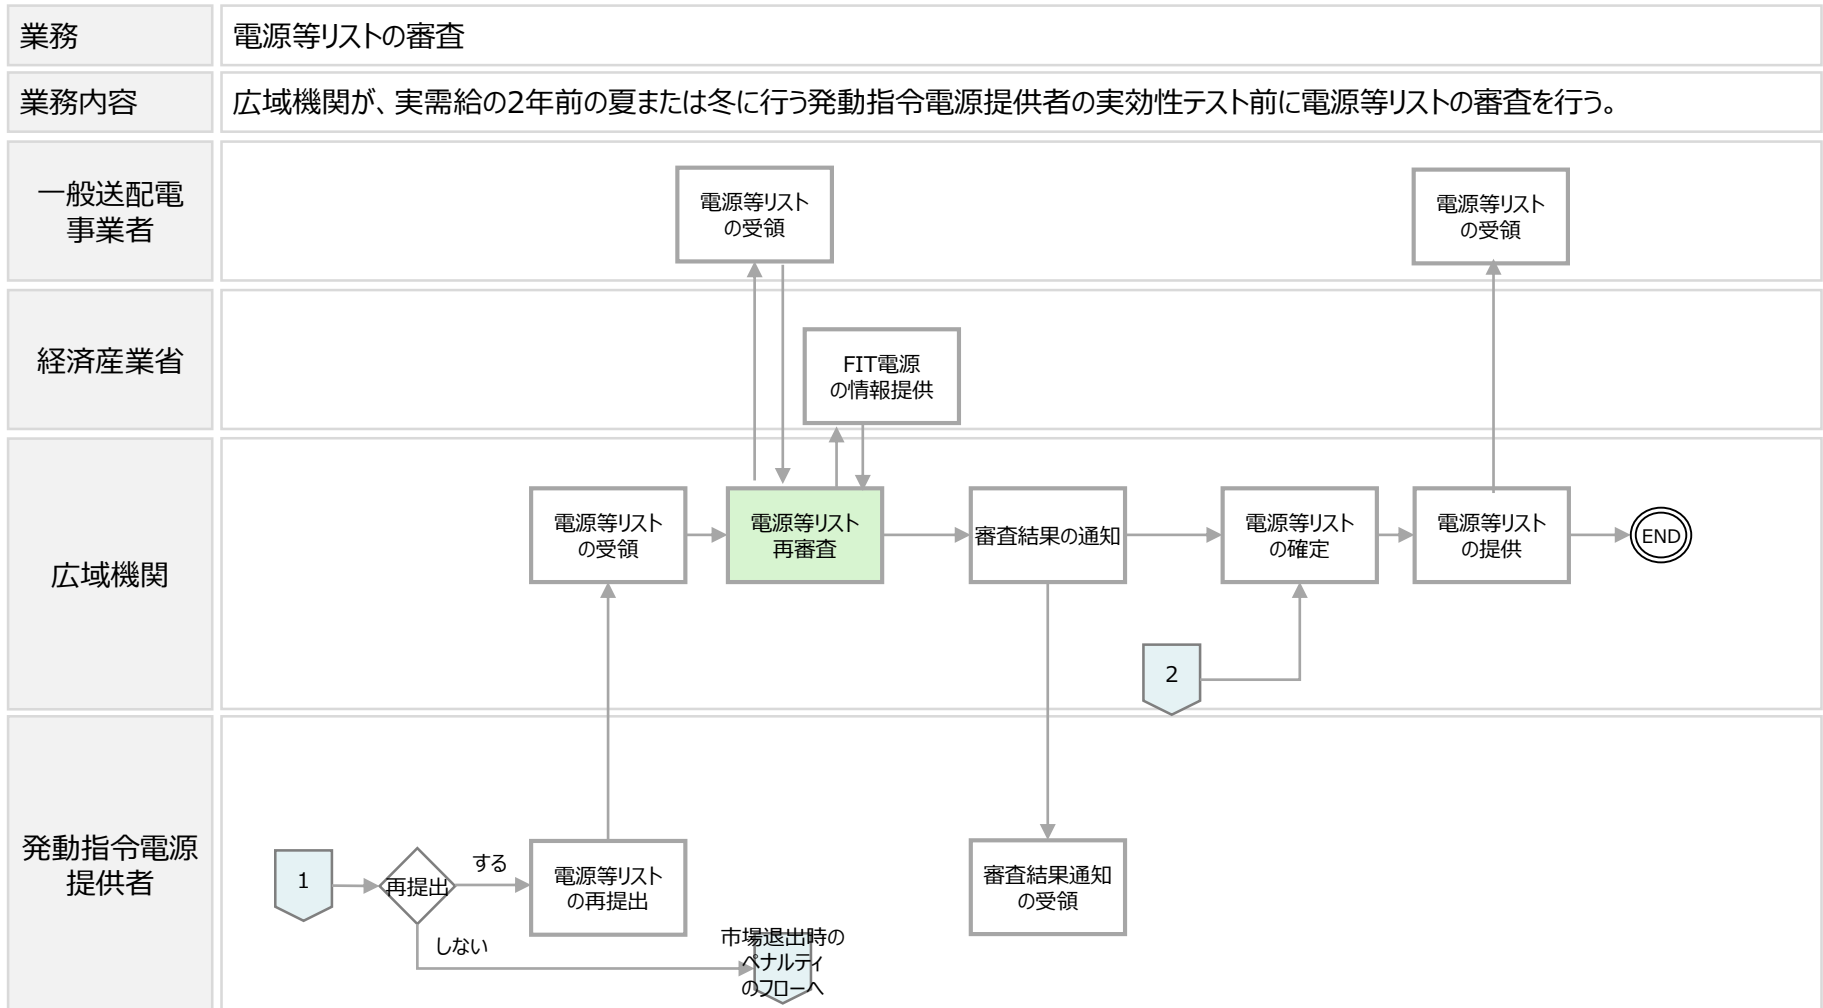 業務
電源等リストの審査
業務内容
広域機関が、実需給の2年前の夏または冬に行う発動指令電源提供者の実効性テスト前に電源等リストの審査を行う。
一般送配電
事業者
電源等リスト
の受領
電源等リスト
の受領
経済産業省
FIT電源
の情報提供
広域機関
電源等リスト
の受領
電源等リスト
再審査
審査結果の通知
電源等リスト
の確定
電源等リスト
の提供
END
2
発動指令電源
提供者
1
再提出
する
しない
電源等リスト
の再提出
市場退出時の
ペナルティ
のフローへ
審査結果通知
の受領